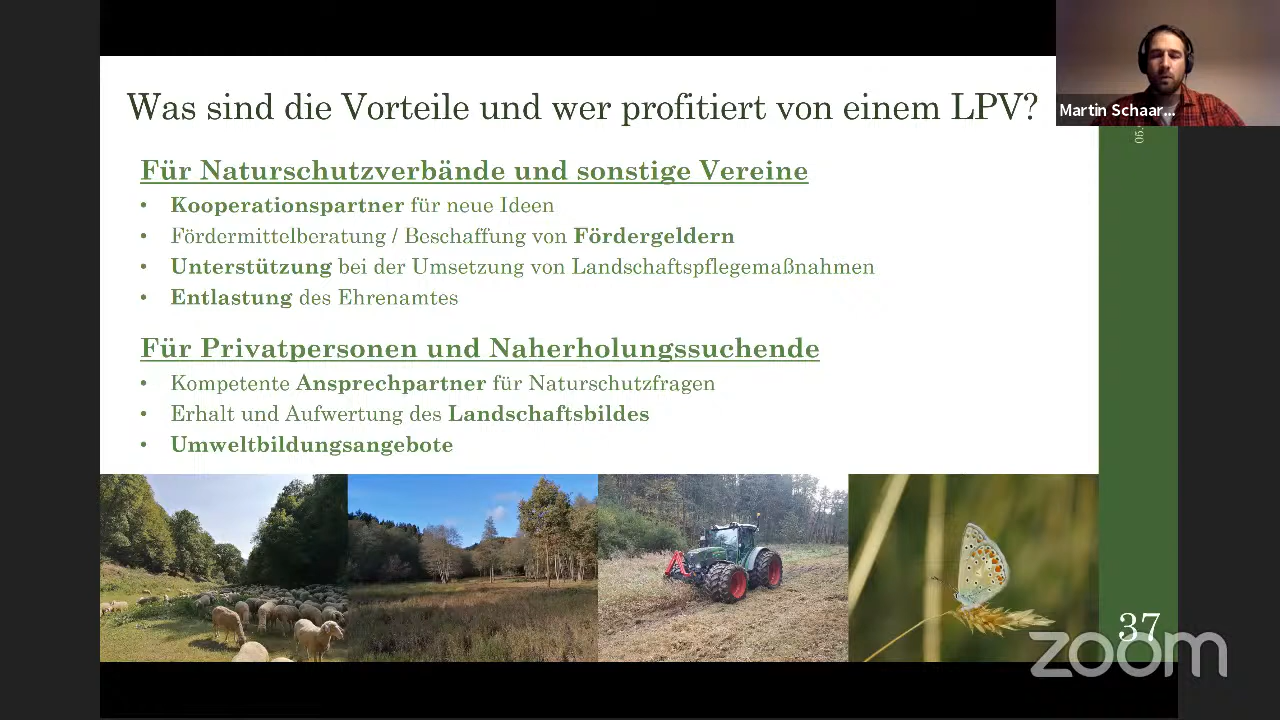 Was sind die Vorteile und wer profitiert von einem LPV?
Martin Schaar...
05.
Für Naturschutzverbände und sonstige Vereine
• Kooperationspartner für neue Ideen
• Fördermittelberatung / Beschaffung von Fördergeldern
• Unterstützung bei der Umsetzung von Landschaftspflegemaßnahmen
• Entlastung des Ehrenamtes
Für Privatpersonen und Naherholungssuchende
• Kompetente Ansprechpartner für Naturschutzfragen
• Erhalt und Aufwertung des Landschaftsbildes
• Umweltbildungsangebote
37
zoom